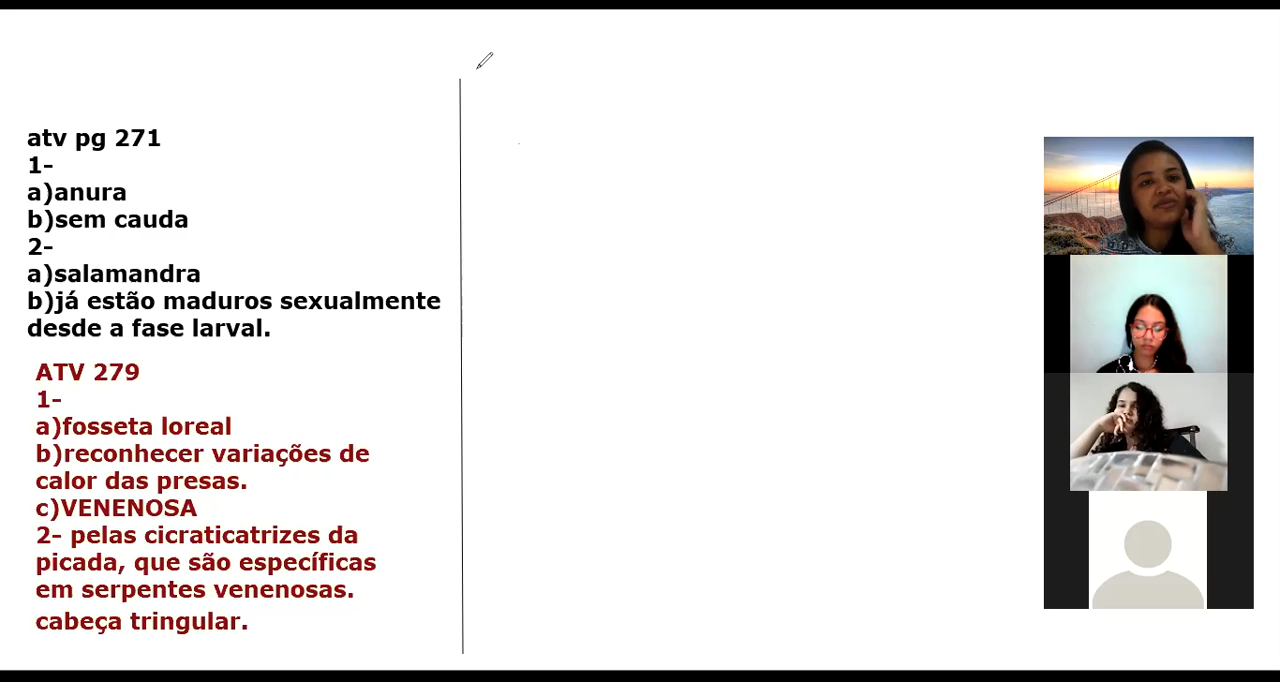 atv pg 271
1-
a)anura
b)sem cauda
2-
a)salamandra
b)já estão maduros sexualmente
desde a fase larval.
ATV 279
1-
a)fosseta loreal
b)reconhecer variações de
calor das presas.
c)VENENOSA
2- pelas cicraticatrizes da
picada, que são específicas
em serpentes venenosas.
cabeça tringular.